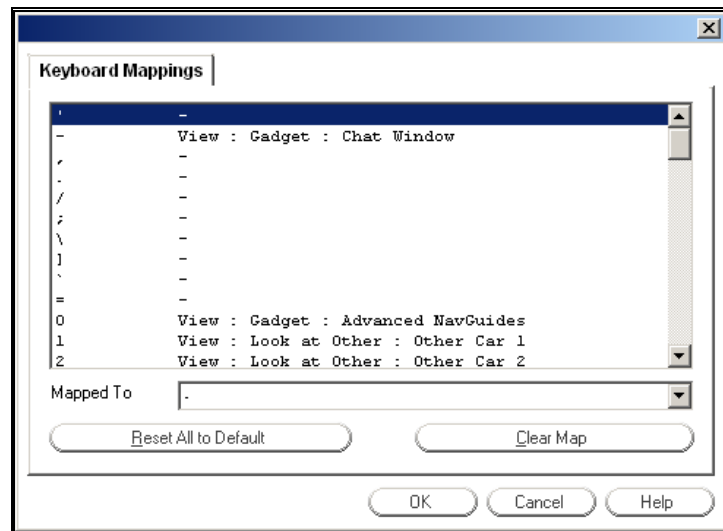 Keyboard Mappings
' -
- View : Gadget : Chat Window
, -
. -
/ -
; -
\ -
] -
` -
= -
0 View : Gadget : Advanced NavGuides
1 View : Look at Other : Other Car 1
2 View : Look at Other : Other Car 2
Mapped To -
Reset All to Default Clear Map
OK Cancel Help